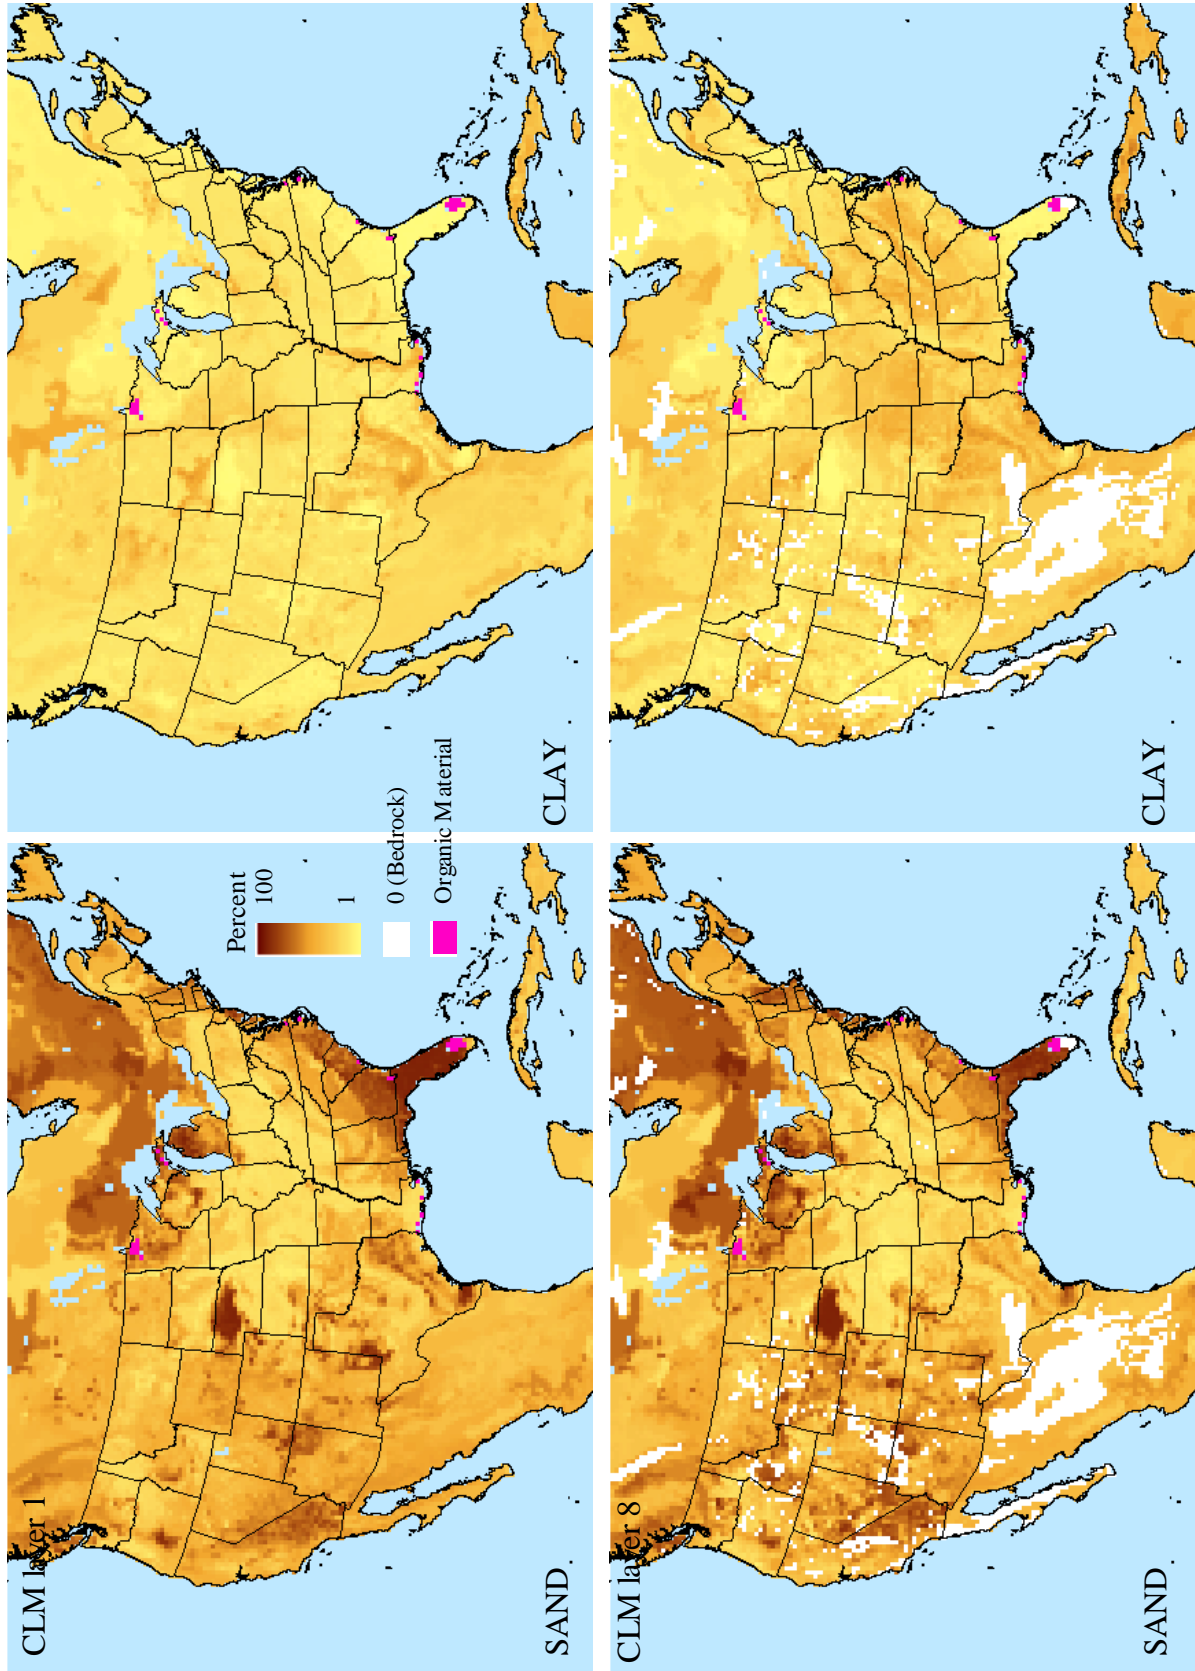 CLM layer 1
SAND
Percent
100
1
0 (Bedrock)
Organic Material
CLAY
CLM layer 8
SAND
CLAY